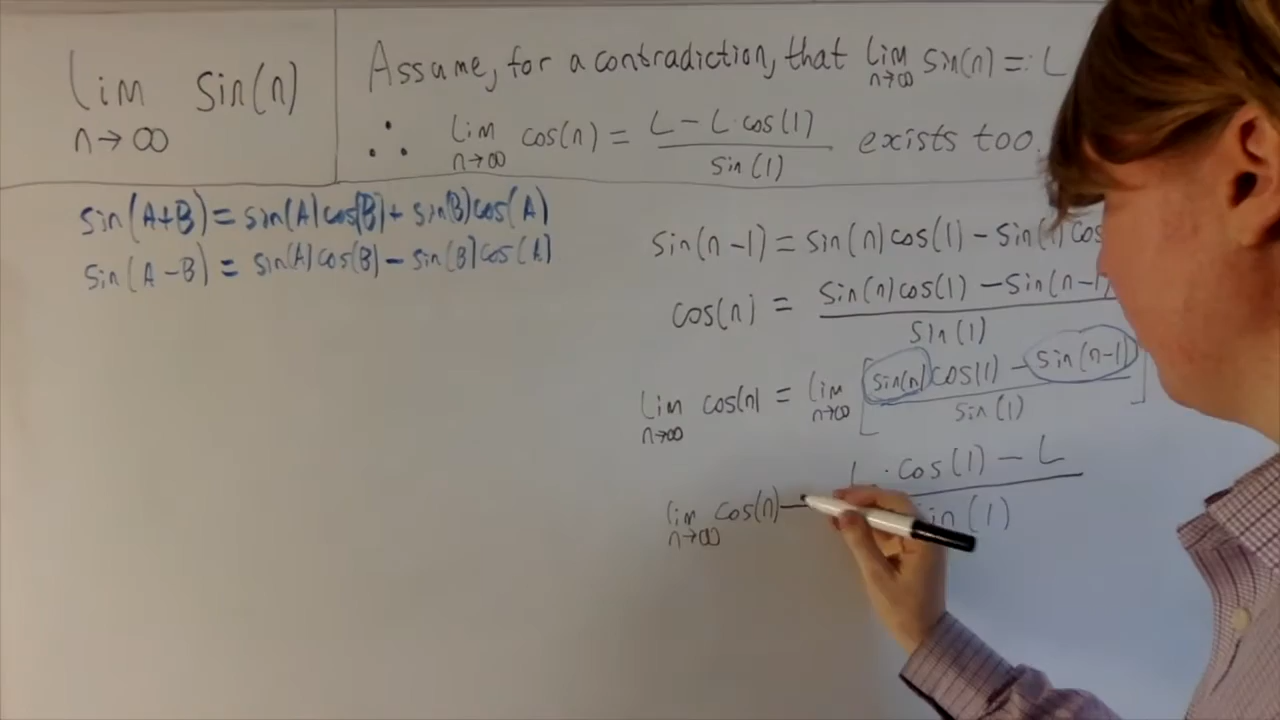 lim sin(n)
n→∞
Assume, for a contradiction, that lim sin(n) =: L
n→∞
∴ lim cos(n) = L - L·cos(1) / sin(1) exists too.
n→∞
sin(A+B) = sin(A)cos(B) + sin(B)cos(A)
sin(A-B) = sin(A)cos(B) - sin(B)cos(A)
sin(n-1) = sin(n)cos(1) - sin(1)cos
cos(n) = sin(n)cos(1) - sin(n-1) / sin(1)
lim cos(n) = lim [sin(n)cos(1) - sin(n-1) / sin(1)]
n→∞ n→∞
L·cos(1) - L
lim cos(n) = sin(1)
n→∞